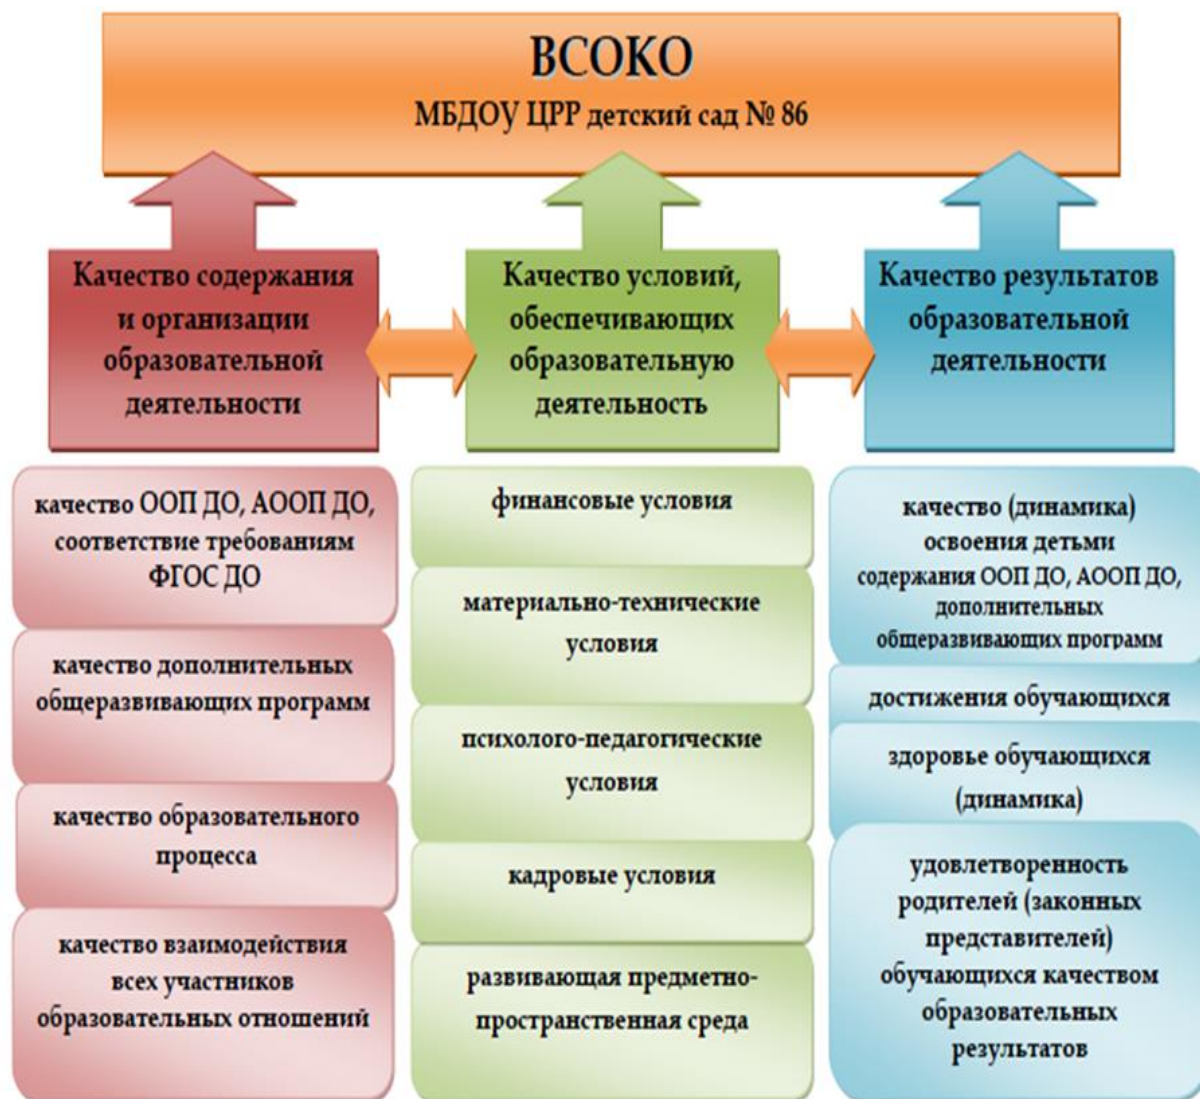 ВСОКО
МБДОУ ЦРР детский сад № 86
Качество содержания
и организации
образовательной
деятельности
Качество условий,
обеспечивающих
образовательную
деятельность
Качество результатов
образовательной
деятельности
качество ООП ДО, АООП ДО,
соответствие требованиям
ФГОС ДО
качество дополнительных
общеразвивающих программ
качество образовательного
процесса
качество взаимодействия
всех участников
образовательных отношений
финансовые условия
материально-технические
условия
психолого-педагогические
условия
кадровые условия
развивающая предметно-
пространственная среда
качество (динамика)
освоения детьми
содержания ООП ДО, АООП ДО,
дополнительных
общеразвивающих программ
достижения обучающихся
здоровье обучающихся
(динамика)
удовлетворенность
родителей (законных
представителей)
обучающихся качеством
образовательных
результатов